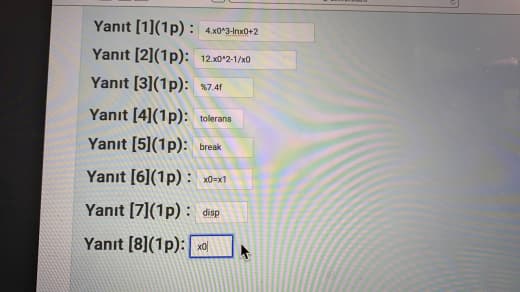 Yanıt [1](1p) : 4.x0^3-lnx0+2
Yanıt [2](1p): 12.x0^2-1/x0
Yanıt [3](1p): %7.4f
Yanıt [4](1p): tolerans
Yanıt [5](1p): break
Yanıt [6](1p) : x0=x1
Yanıt [7](1p) : disp
Yanıt [8](1p): x0